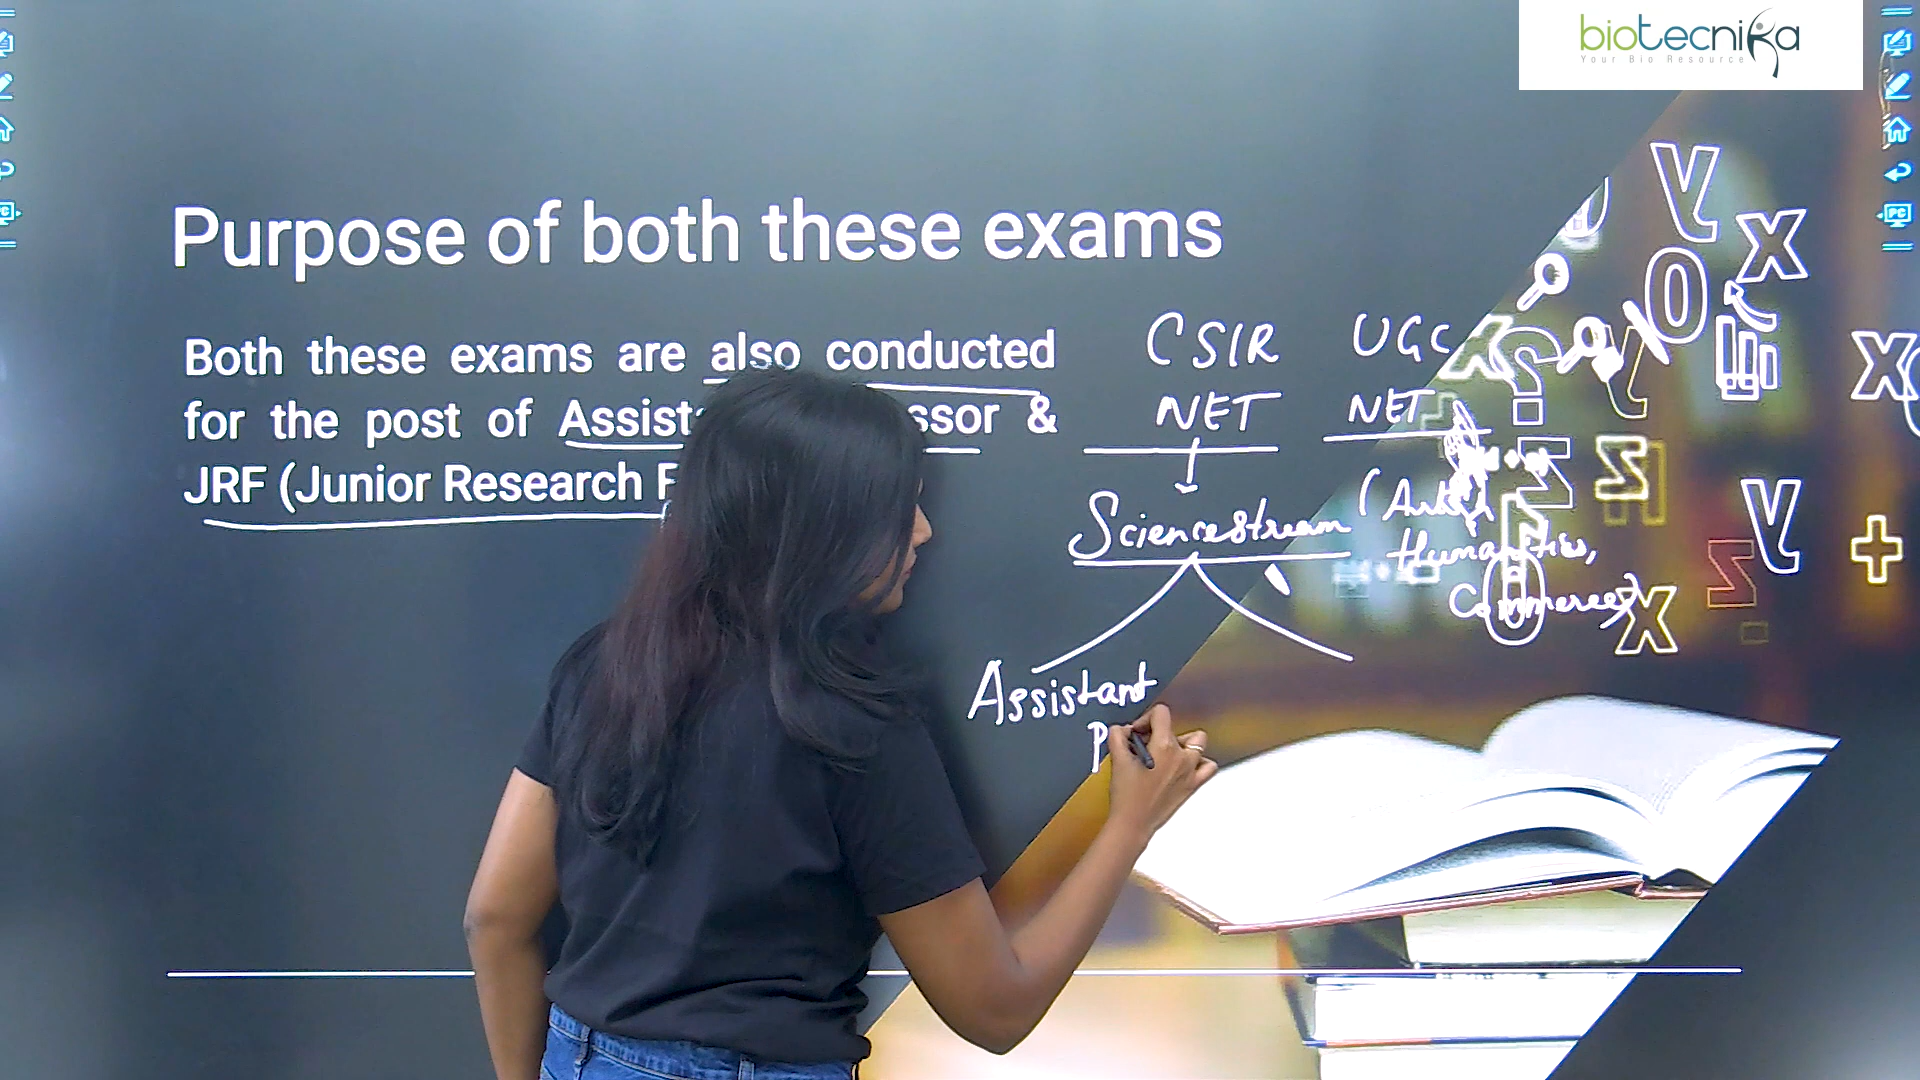 biotecnika
Your Bio Resource
Purpose of both these exams
Both these exams are also conducted
for the post of Assist ssor &
JRF (Junior Research F
CSIR UGC
NET NET
Science stream (Arts,
Humanities,
Commerce)
Assistant
P
PC